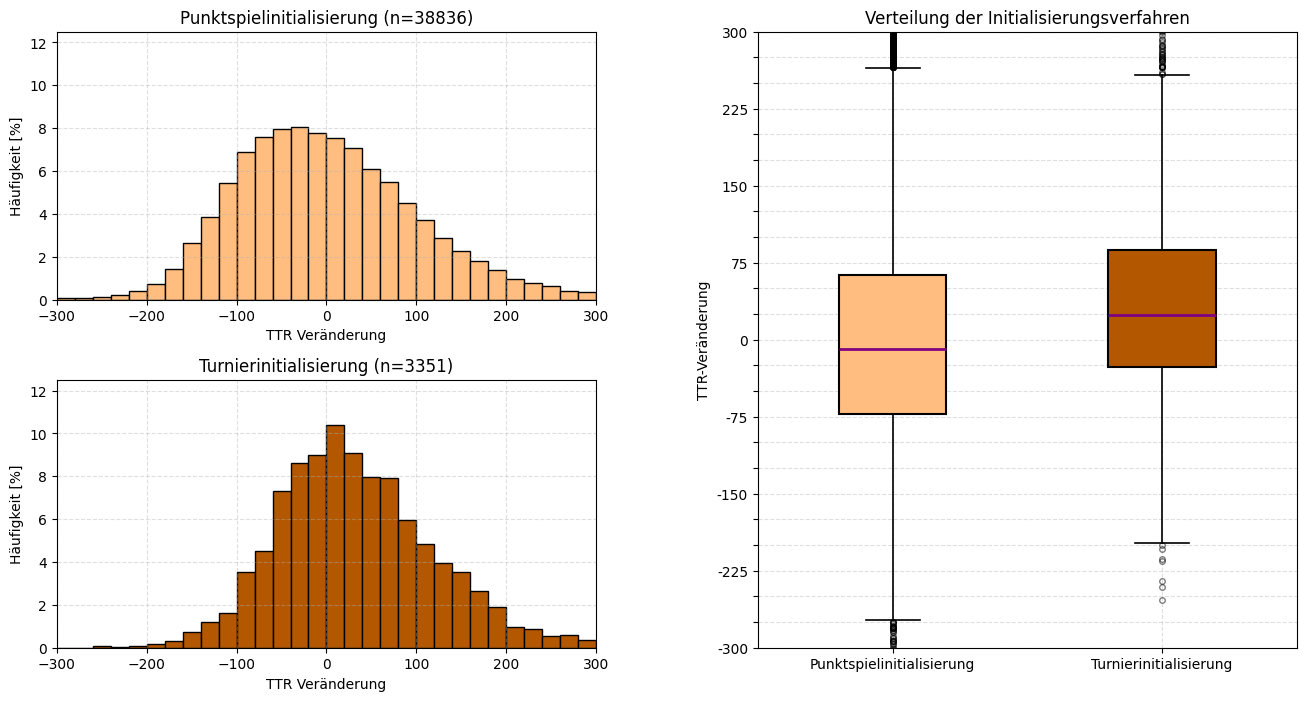 Punktspielinitialisierung (n=38836)
12
10
8
6
4
2
0
Häufigkeit [%]
−300 −200 −100 0 100 200 300
TTR Veränderung
Turnierinitialisierung (n=3351)
12
10
8
6
4
2
0
Häufigkeit [%]
−300 −200 −100 0 100 200 300
TTR Veränderung
Verteilung der Initialisierungsverfahren
300
225
150
75
0
-75
-150
-225
-300
TTR-Veränderung
Punktspielinitialisierung Turnierinitialisierung